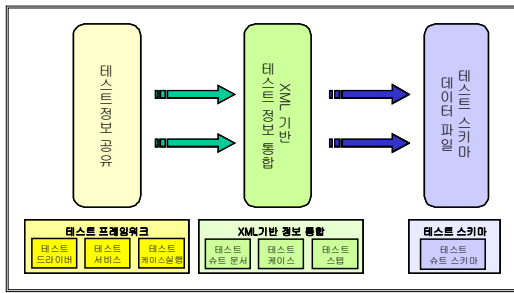 테스트 정보 공유
XML 기반
테스트 정보 통합
테스트 스키마
데이터 파일
테스트 프레임워크
테스트
드라이버
테스트
서비스
테스트
케이스실행
XML기반 정보 통합
테스트
슈트 문서
테스트
케이스
테스트
스텝
테스트 스키마
테스트
슈트 스키마